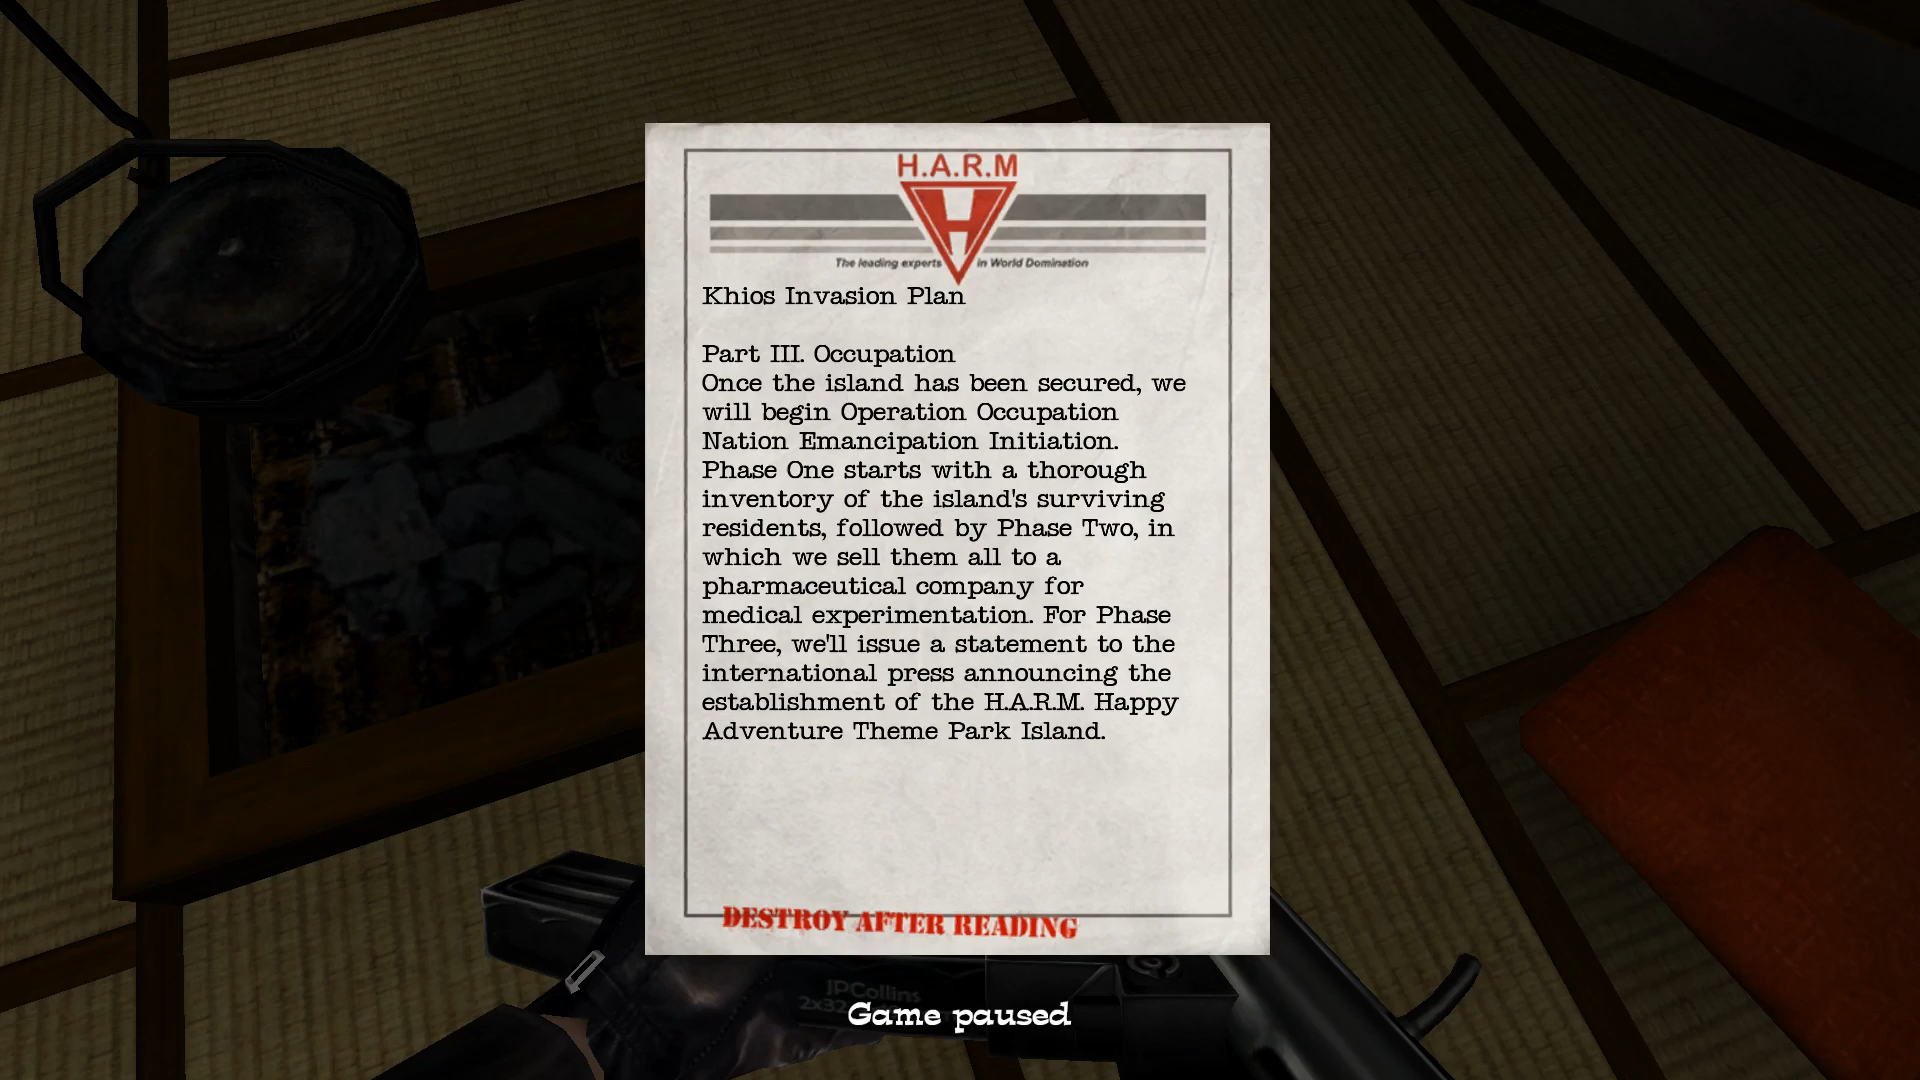 H.A.R.M
H
The leading experts in World Domination
Khios Invasion Plan
Part III. Occupation
Once the island has been secured, we
will begin Operation Occupation
Nation Emancipation Initiation.
Phase One starts with a thorough
inventory of the island's surviving
residents, followed by Phase Two, in
which we sell them all to a
pharmaceutical company for
medical experimentation. For Phase
Three, we'll issue a statement to the
international press announcing the
establishment of the H.A.R.M. Happy
Adventure Theme Park Island.
DESTROY AFTER READING
JPCollins
Game paused